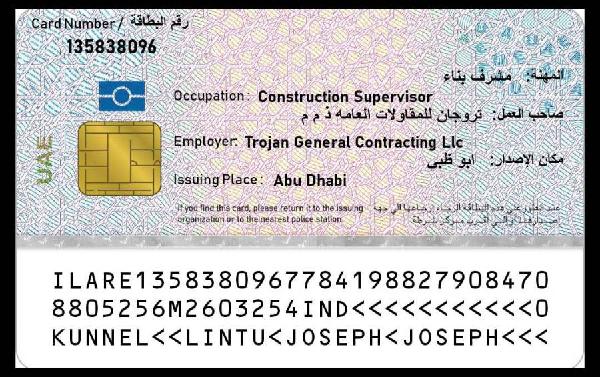 Card Number / رقم البطاقة
135838096
المهنة: مشرف بناء
Occupation: Construction Supervisor
صاحب العمل: تروجان للمقاولات العامه ذ م م
Employer: Trojan General Contracting Llc
مكان الإصدار: ابو ظبى
Issuing Place: Abu Dhabi
UAE
If you find this card, please return it to the issuing
organization or to the nearest police station.
ILARE1358380967784198827908470
8805256M2603254IND<<<<<<<<<<<0
KUNNEL<<LINTU<JOSEPH<JOSEPH<<<